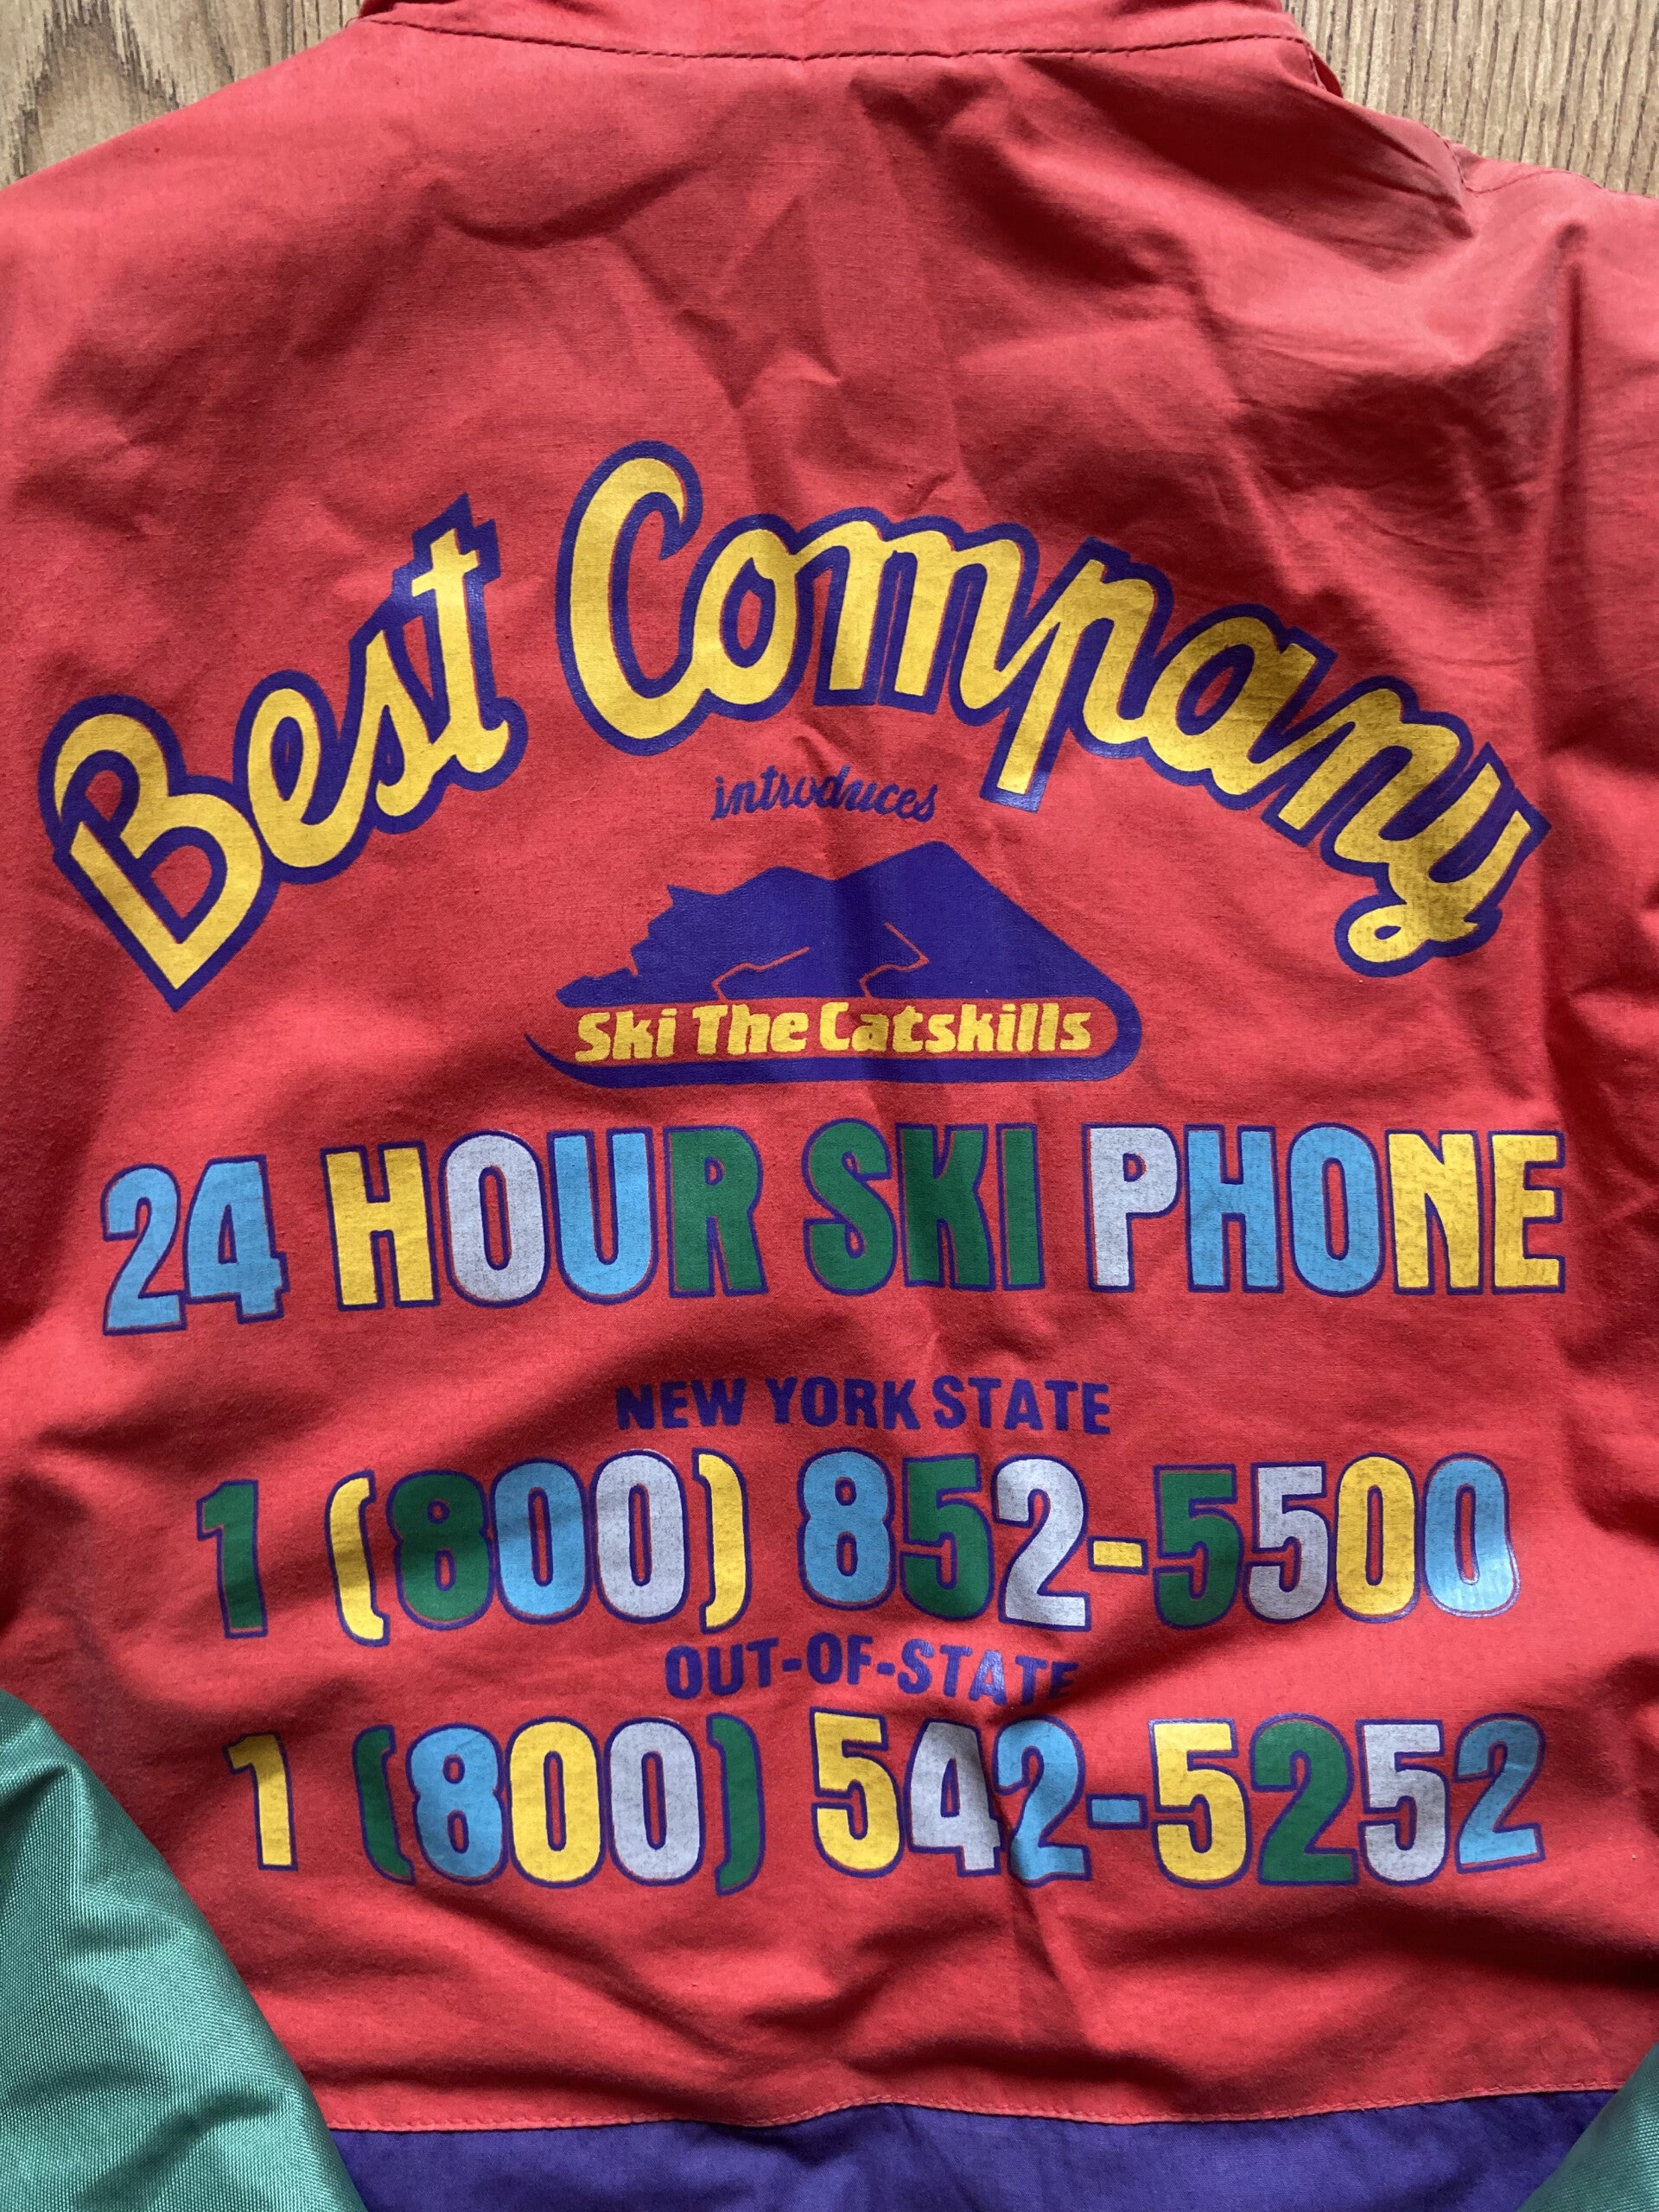 Best Company
introduces
Ski The Catskills
24 HOUR SKI PHONE
NEW YORK STATE
1 (800) 852-5500
OUT-OF-STATE
1 (800) 542-5252